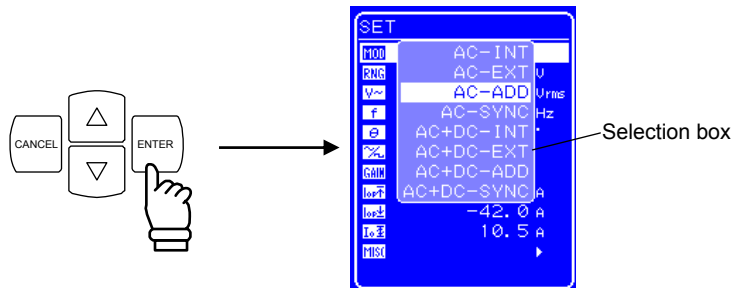 CANCEL
ENTER
SET
MOD
AC-INT
RNG
AC-EXT
V
V~
AC-ADD
Vrms
f
AC-SYNC
Hz
θ
AC+DC-INT
°
AC+DC-EXT
Selection box
GAIN
AC+DC-ADD
AC+DC-SYNC
A
-42.0 A
10.5 A
MISC